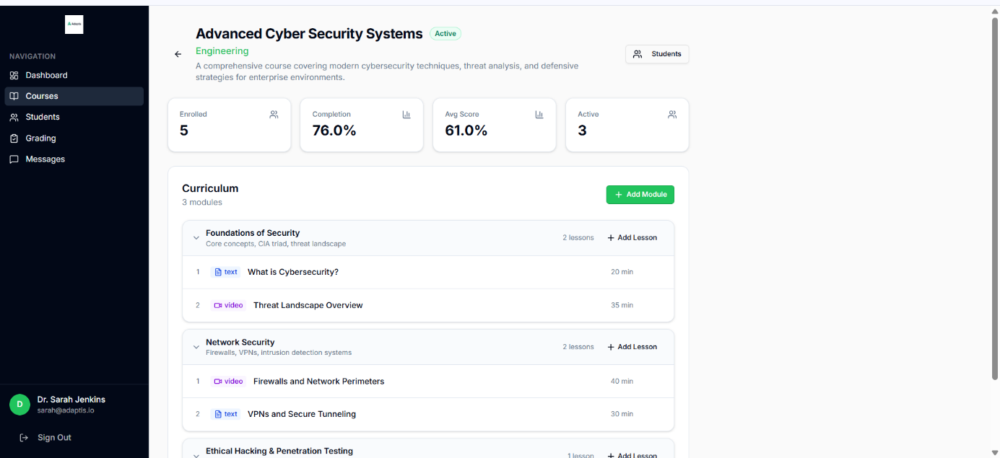 Adaptis
NAVIGATION
Dashboard
Courses
Students
Grading
Messages
Dr. Sarah Jenkins
D
sarah@adaptis.io
Sign Out
Advanced Cyber Security Systems Active
Engineering
A comprehensive course covering modern cybersecurity techniques, threat analysis, and defensive
strategies for enterprise environments.
Students
Enrolled
5
Completion
76.0%
Avg Score
61.0%
Active
3
Curriculum
3 modules
Add Module
Foundations of Security
Core concepts, CIA triad, threat landscape
2 lessons Add Lesson
1 text What is Cybersecurity? 20 min
2 video Threat Landscape Overview 35 min
Network Security
Firewalls, VPNs, intrusion detection systems
2 lessons Add Lesson
1 video Firewalls and Network Perimeters 40 min
2 text VPNs and Secure Tunneling 30 min
Ethical Hacking & Penetration Testing
1 lesson Add Lesson